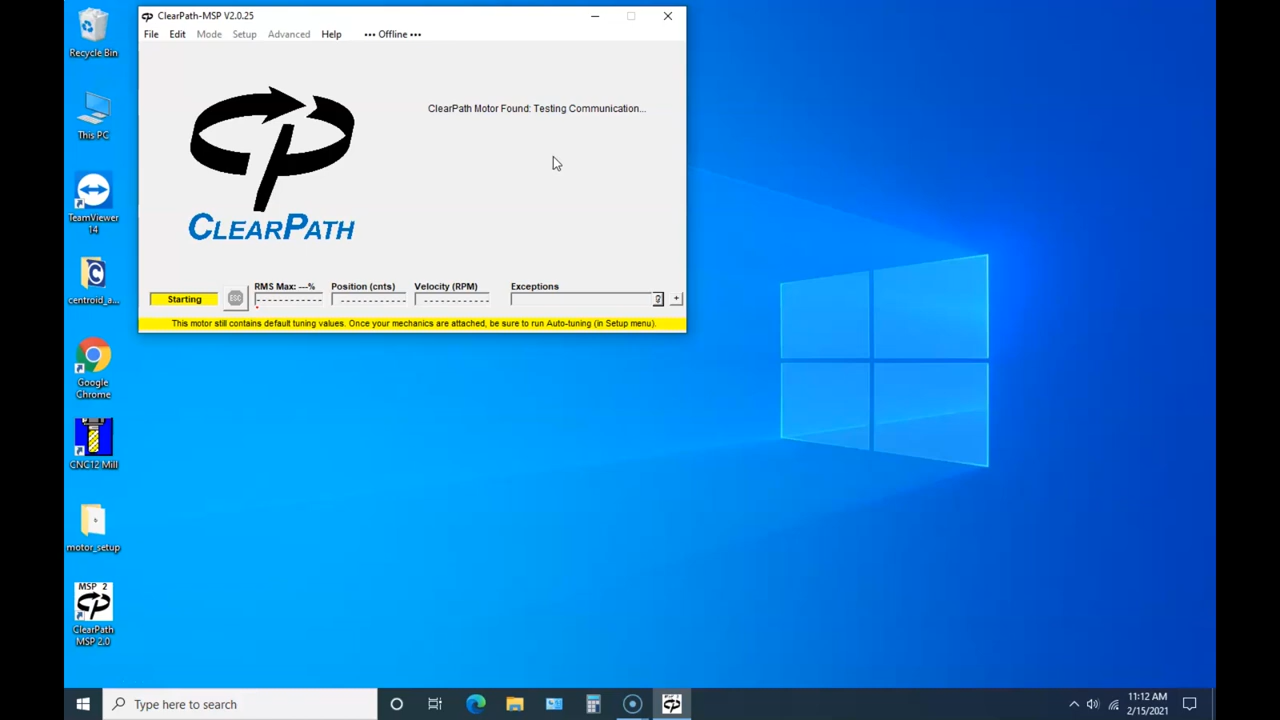 Recycle Bin
This PC
TeamViewer
14
centroid_a...
Google
Chrome
CNC12 Mill
motor_setup
MSP 2
ClearPath
MSP 2.0
ClearPath-MSP V2.0.25
File Edit Mode Setup Advanced Help ••• Offline •••
ClearPath Motor Found: Testing Communication...
CLEARPATH
RMS Max: ---% Position (cnts) Velocity (RPM) Exceptions
Starting ESC ---------- ---------- ---------- 0 +
This motor still contains default tuning values. Once your mechanics are attached, be sure to run Auto-tuning (in Setup menu).
Type here to search
11:12 AM
2/15/2021